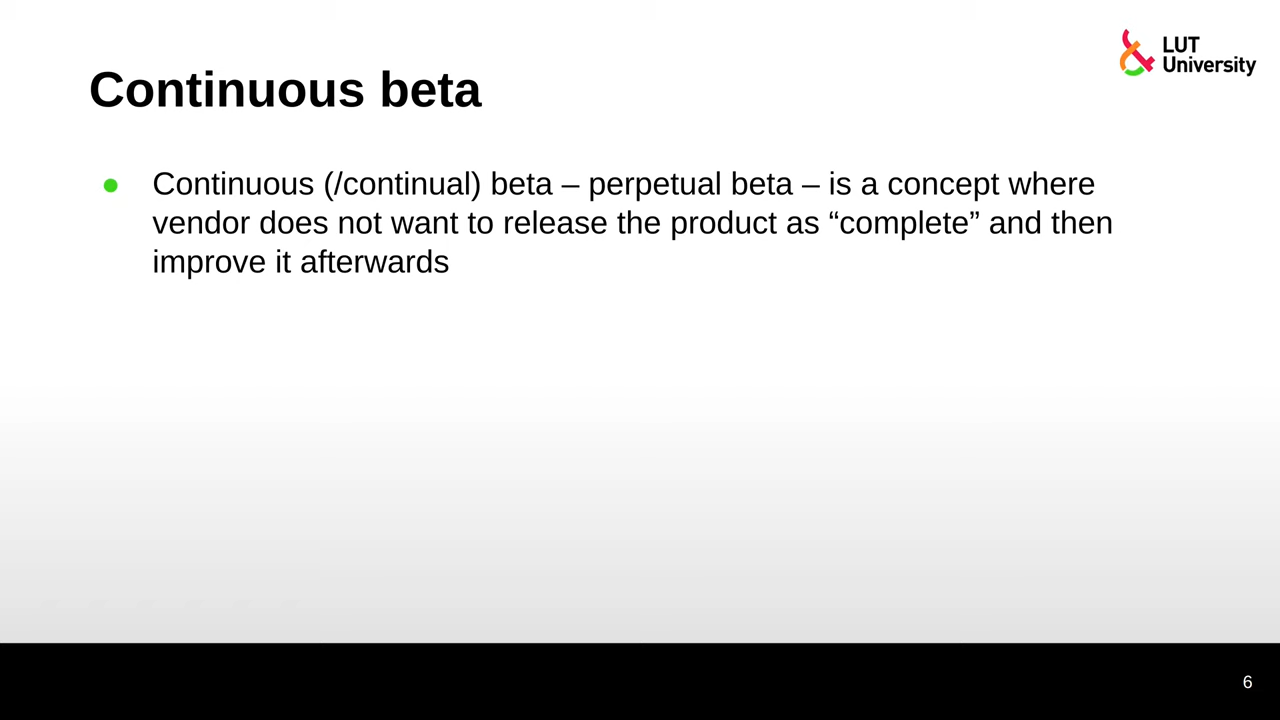 LUT
University
Continuous beta
● Continuous (/continual) beta – perpetual beta – is a concept where
vendor does not want to release the product as “complete” and then
improve it afterwards
6